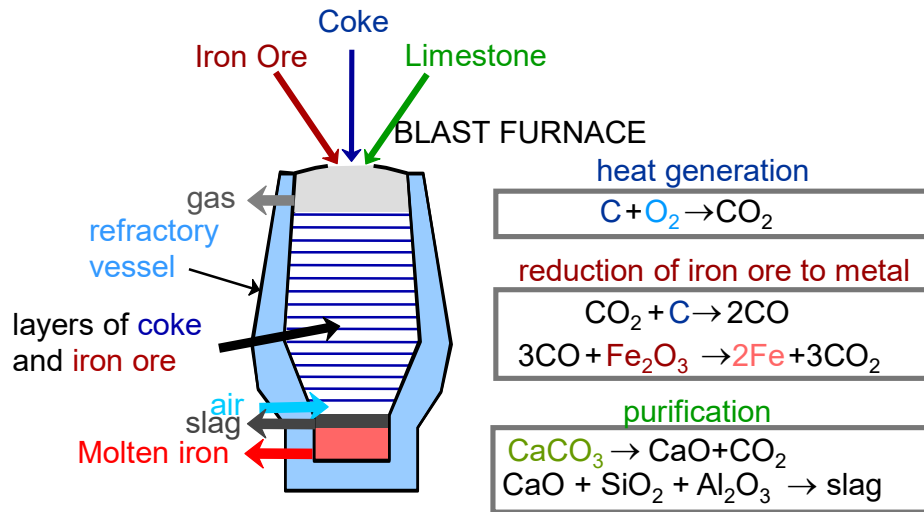 Coke
Iron Ore
Limestone
BLAST FURNACE
gas
refractory
vessel
layers of coke
and iron ore
air
slag
Molten iron
heat generation
C + O₂ → CO₂
reduction of iron ore to metal
CO₂ + C → 2CO
3CO + Fe₂O₃ → 2Fe + 3CO₂
purification
CaCO₃ → CaO+CO₂
CaO + SiO₂ + Al₂O₃ → slag